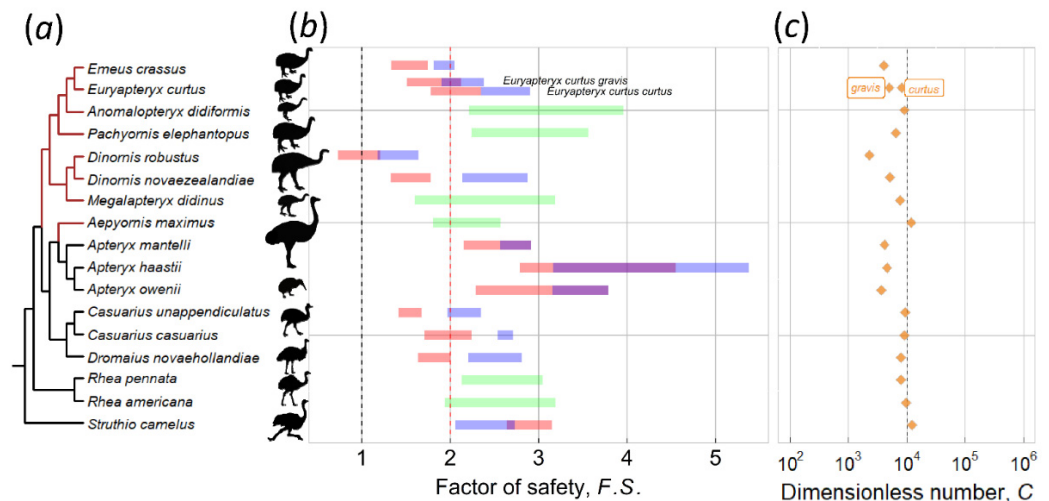 (a)
(b)
(c)
Emeus crassus
Euryapteryx curtus
Anomalopteryx didiformis
Pachyornis elephantopus
Dinornis robustus
Dinornis novaezealandiae
Megalapteryx didinus
Aepyornis maximus
Apteryx mantelli
Apteryx haastii
Apteryx owenii
Casuarius unappendiculatus
Casuarius casuarius
Dromaius novaehollandiae
Rhea pennata
Rhea americana
Struthio camelus
Euryapteryx curtus gravis
Euryapteryx curtus curtus
1 2 3 4 5
Factor of safety, F.S.
gravis
curtus
10² 10³ 10⁴ 10⁵ 10⁶
Dimensionless number, C